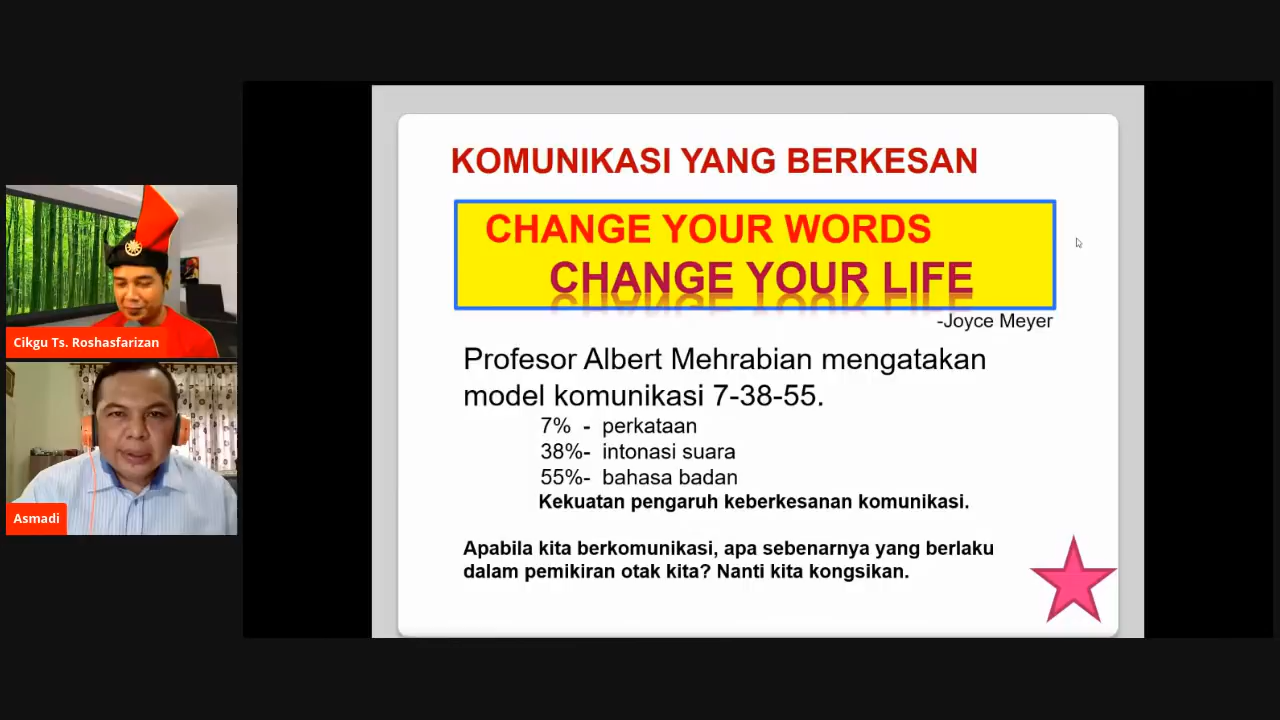 KOMUNIKASI YANG BERKESAN
CHANGE YOUR WORDS
CHANGE YOUR LIFE
-Joyce Meyer
Profesor Albert Mehrabian mengatakan
model komunikasi 7-38-55.
7% - perkataan
38%- intonasi suara
55%- bahasa badan
Kekuatan pengaruh keberkesanan komunikasi.
Apabila kita berkomunikasi, apa sebenarnya yang berlaku
dalam pemikiran otak kita? Nanti kita kongsikan.
Cikgu Ts. Roshasfarizan
Asmadi